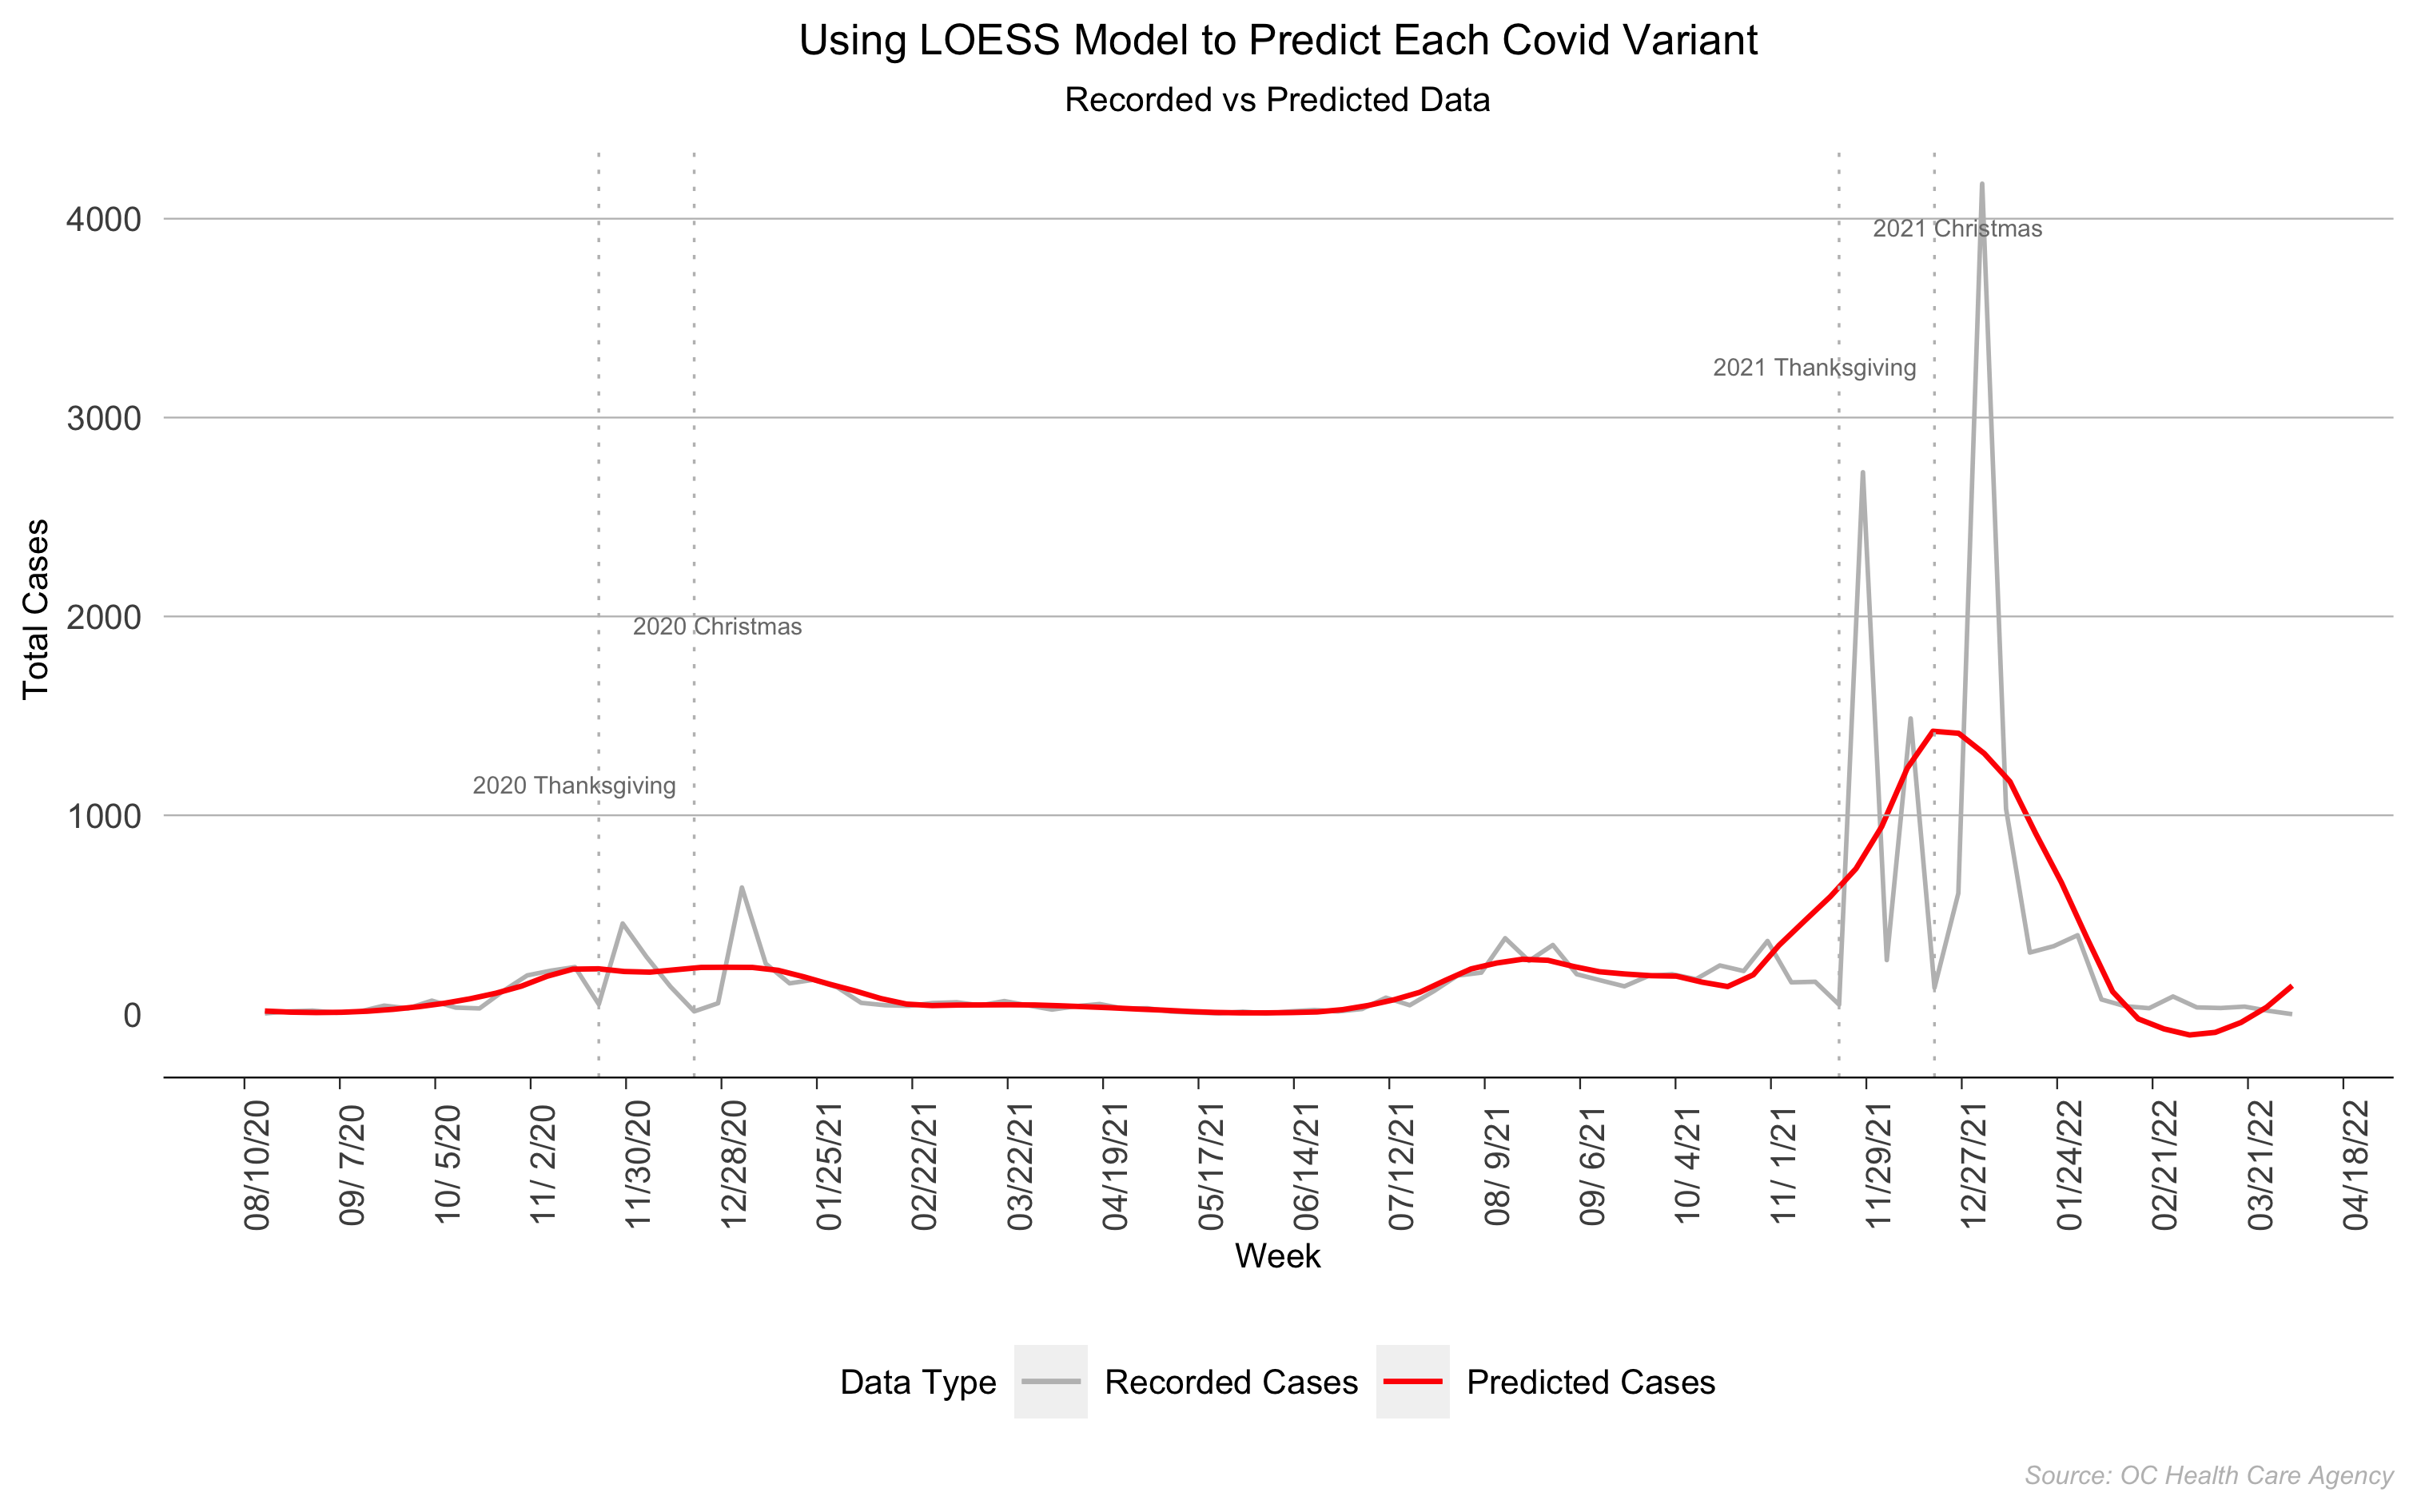 Using LOESS Model to Predict Each Covid Variant
Recorded vs Predicted Data
Total Cases
4000
3000
2000
1000
0
2021 Christmas
2021 Thanksgiving
2020 Christmas
2020 Thanksgiving
08/10/20
09/ 7/20
10/ 5/20
11/ 2/20
11/30/20
12/28/20
01/25/21
02/22/21
03/22/21
04/19/21
05/17/21
06/14/21
07/12/21
08/ 9/21
09/ 6/21
10/ 4/21
11/ 1/21
11/29/21
12/27/21
01/24/22
02/21/22
03/21/22
04/18/22
Week
Data Type Recorded Cases Predicted Cases
Source: OC Health Care Agency